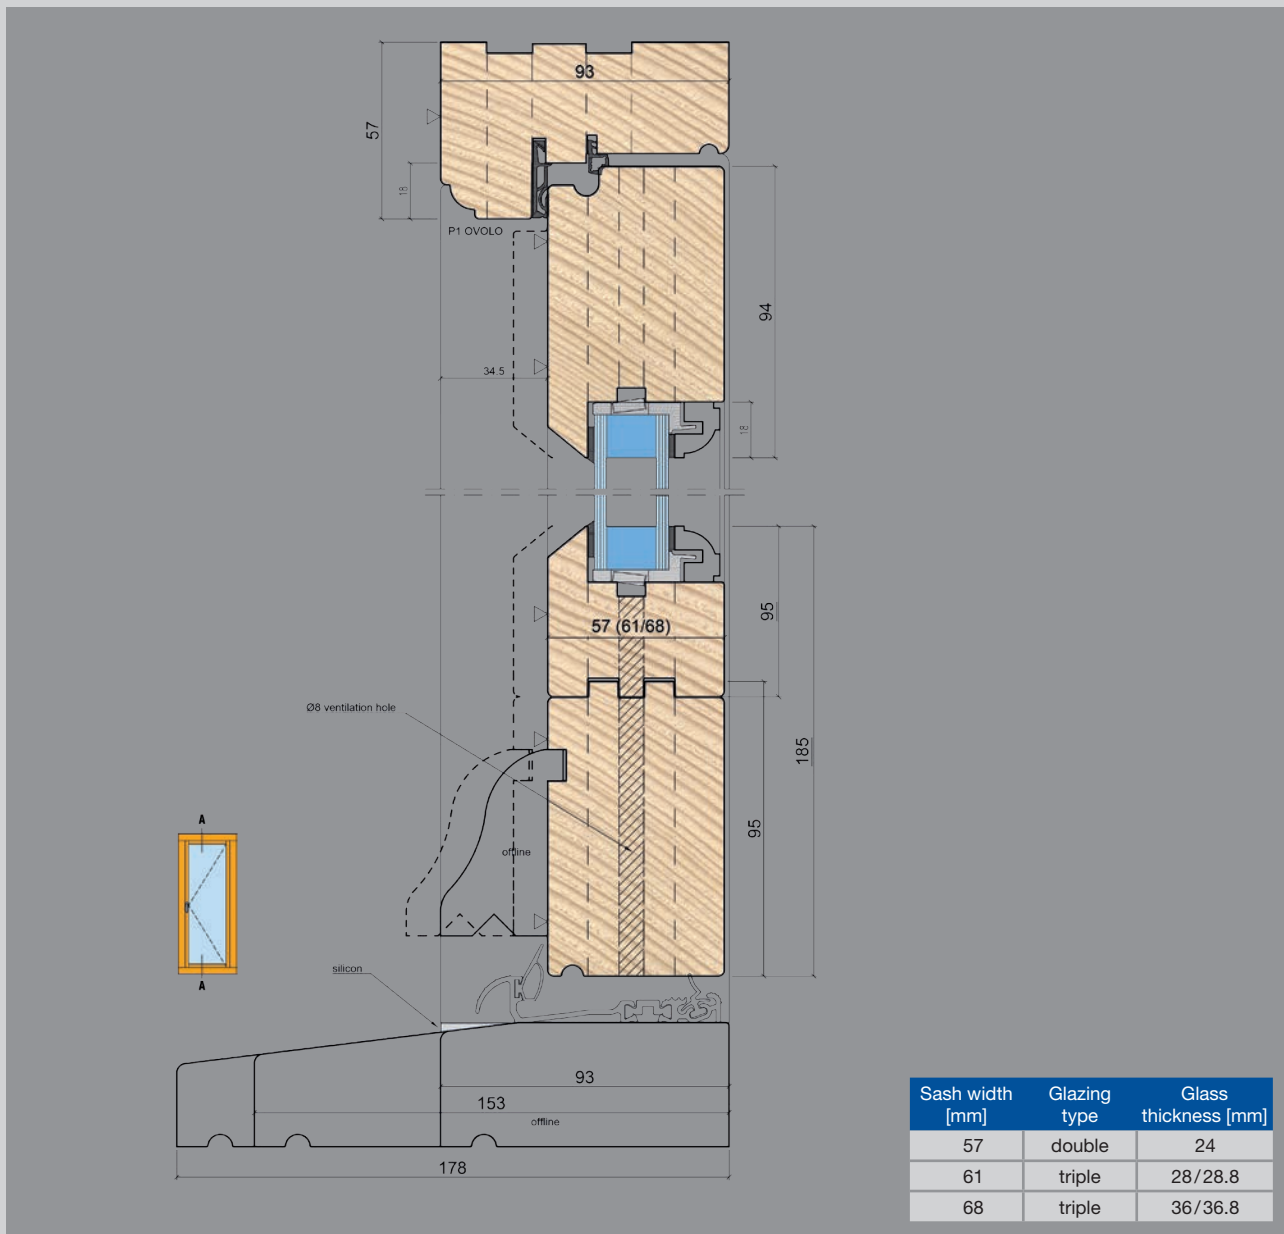 93
57
18
P1 OVOLO
94
34.5
18
95
57 (61/68)
Ø8 ventilation hole
185
95
A
offline
A
silicon
93
153
offline
178
Sash width Glazing Glass
[mm] type thickness [mm]
57 double 24
61 triple 28/28.8
68 triple 36/36.8